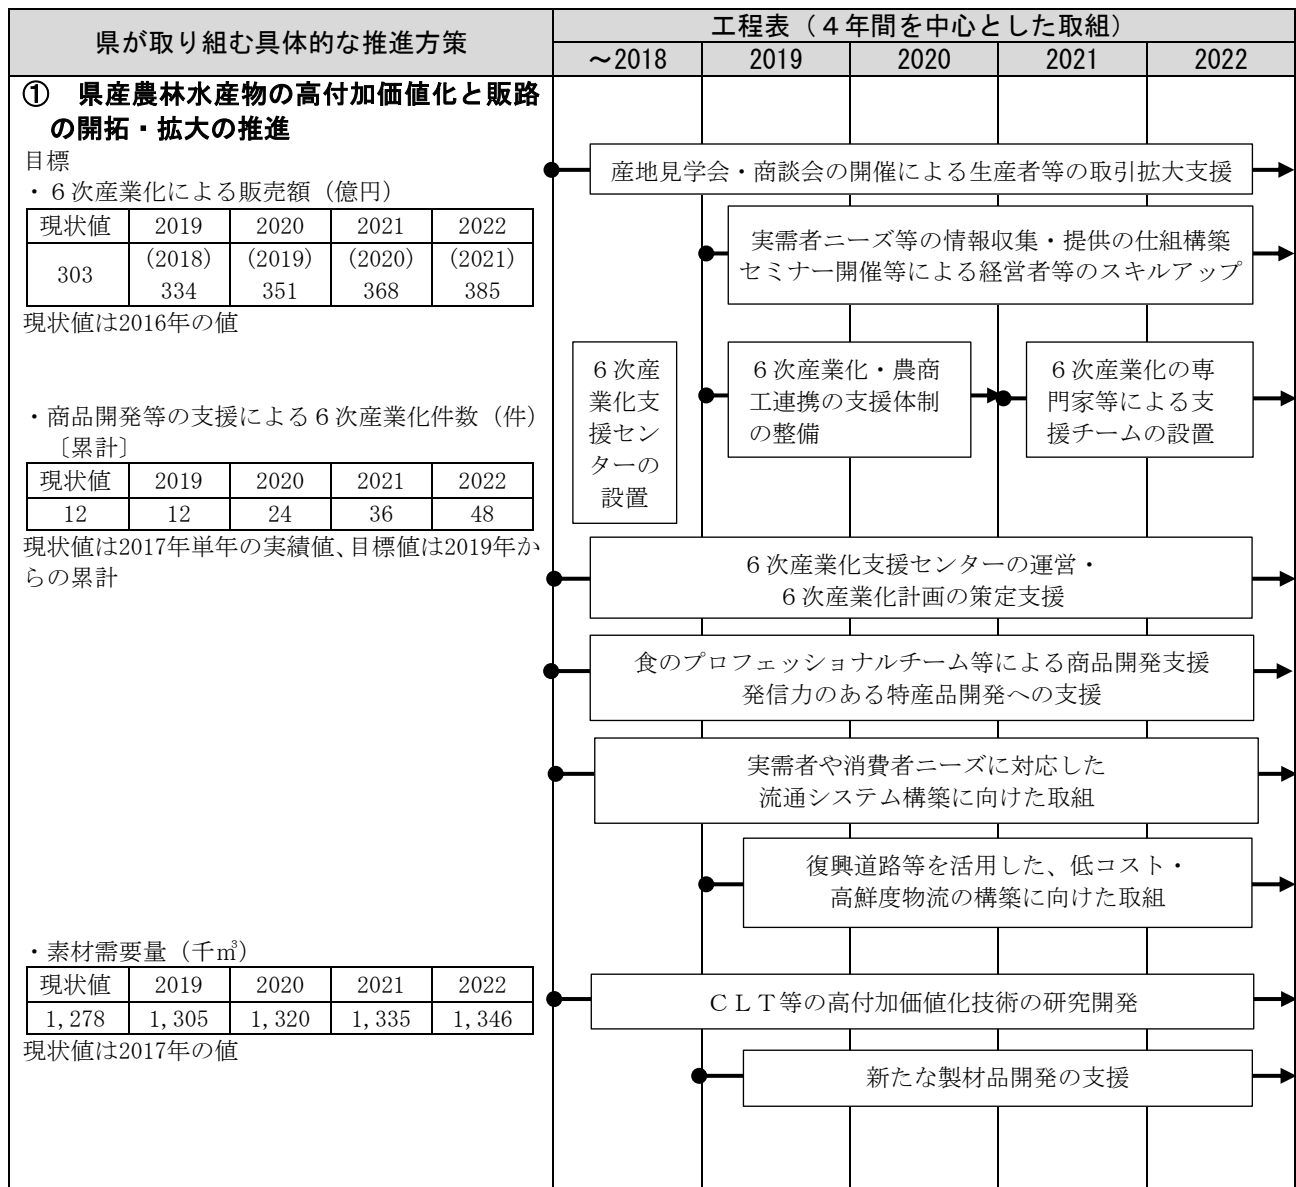 県が取り組む具体的な推進方策
工程表（４年間を中心とした取組）
～2018 2019 2020 2021 2022
① 県産農林水産物の高付加価値化と販路
の開拓・拡大の推進
目標
・６次産業化による販売額（億円）
現状値 2019 2020 2021 2022
303 (2018) (2019) (2020) (2021)
334 351 368 385
現状値は2016年の値
・商品開発等の支援による６次産業化件数（件）
〔累計〕
現状値 2019 2020 2021 2022
12 12 24 36 48
現状値は2017年単年の実績値、目標値は2019年か
らの累計
・素材需要量（千㎥）
現状値 2019 2020 2021 2022
1,278 1,305 1,320 1,335 1,346
現状値は2017年の値
産地見学会・商談会の開催による生産者等の取引拡大支援
実需者ニーズ等の情報収集・提供の仕組構築
セミナー開催等による経営者等のスキルアップ
６次産
業化支
援セン
ターの
設置
６次産業化・農商
工連携の支援体制
の整備
６次産業化の専
門家等による支
援チームの設置
６次産業化支援センターの運営・
６次産業化計画の策定支援
食のプロフェッショナルチーム等による商品開発支援
発信力のある特産品開発への支援
実需者や消費者ニーズに対応した
流通システム構築に向けた取組
復興道路等を活用した、低コスト・
高鮮度物流の構築に向けた取組
ＣＬＴ等の高付加価値化技術の研究開発
新たな製材品開発の支援